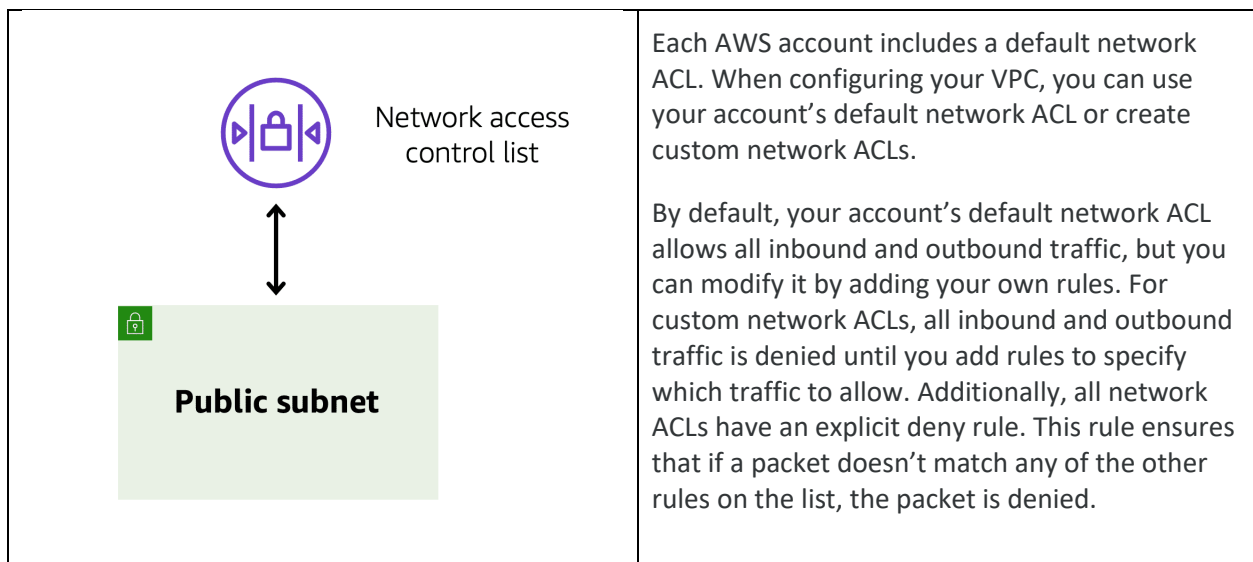 Network access
control list
Public subnet
Each AWS account includes a default network
ACL. When configuring your VPC, you can use
your account’s default network ACL or create
custom network ACLs.
By default, your account’s default network ACL
allows all inbound and outbound traffic, but you
can modify it by adding your own rules. For
custom network ACLs, all inbound and outbound
traffic is denied until you add rules to specify
which traffic to allow. Additionally, all network
ACLs have an explicit deny rule. This rule ensures
that if a packet doesn’t match any of the other
rules on the list, the packet is denied.